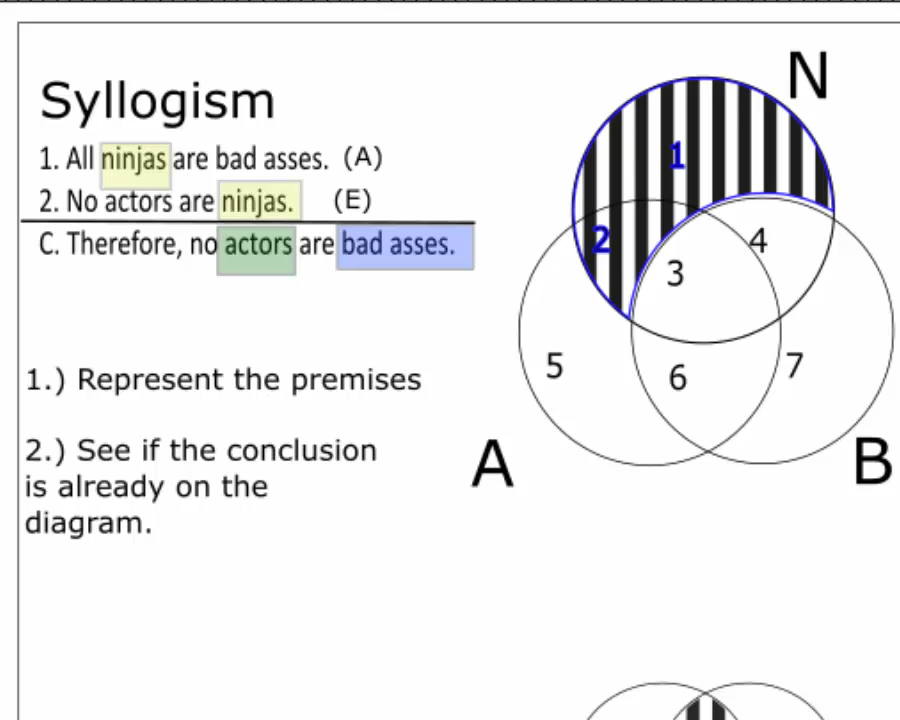 N
Syllogism
1. All ninjas are bad asses. (A)
2. No actors are ninjas. (E)
C. Therefore, no actors are bad asses.
1
2
3
4
5
6
7
1.) Represent the premises
2.) See if the conclusion
is already on the
diagram.
A
B